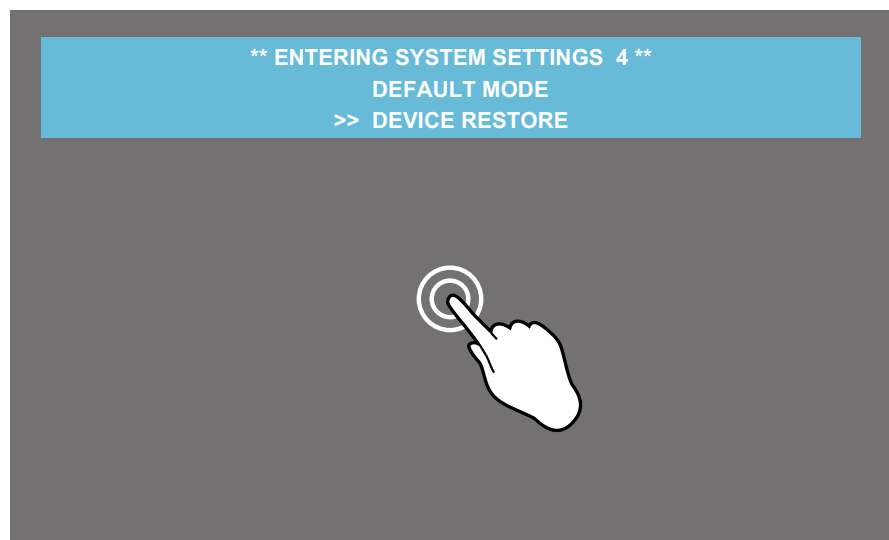 ** ENTERING SYSTEM SETTINGS  4 **
DEFAULT MODE
>>  DEVICE RESTORE